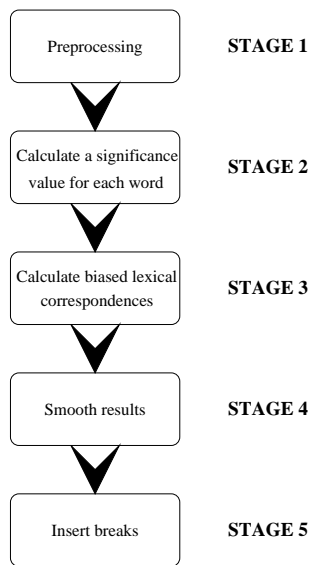 Preprocessing
STAGE 1
Calculate a significance
value for each word
STAGE 2
Calculate biased lexical
correspondences
STAGE 3
Smooth results
STAGE 4
Insert breaks
STAGE 5